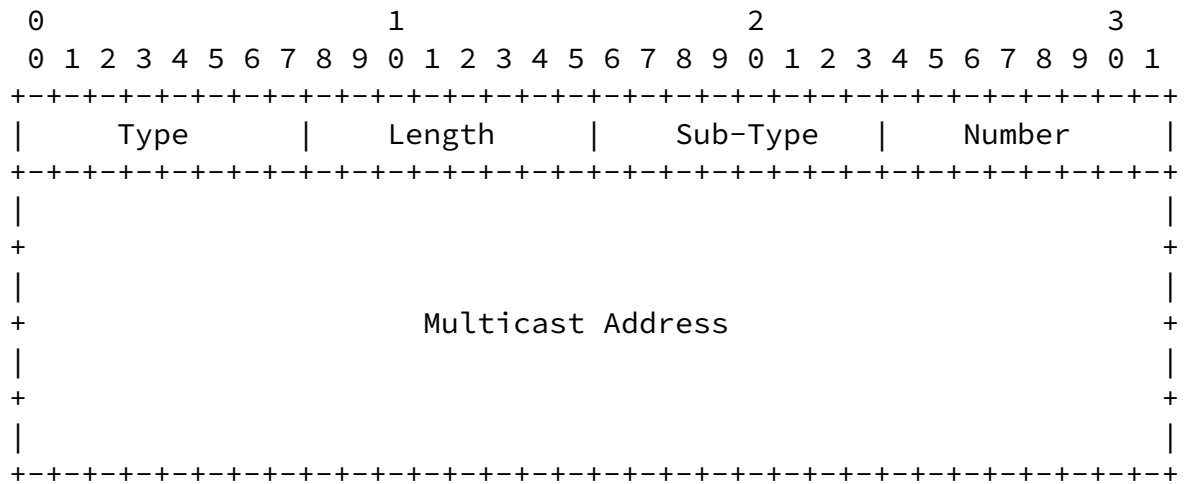 0                   1                   2                   3
 0 1 2 3 4 5 6 7 8 9 0 1 2 3 4 5 6 7 8 9 0 1 2 3 4 5 6 7 8 9 0 1
+-+-+-+-+-+-+-+-+-+-+-+-+-+-+-+-+-+-+-+-+-+-+-+-+-+-+-+-+-+-+-+-+
|     Type      |    Length     |    Sub-Type   |    Number     |
+-+-+-+-+-+-+-+-+-+-+-+-+-+-+-+-+-+-+-+-+-+-+-+-+-+-+-+-+-+-+-+-+
|                                                               |
+                                                               +
|                                                               |
+                      Multicast Address                        +
|                                                               |
+                                                               +
|                                                               |
+-+-+-+-+-+-+-+-+-+-+-+-+-+-+-+-+-+-+-+-+-+-+-+-+-+-+-+-+-+-+-+-+